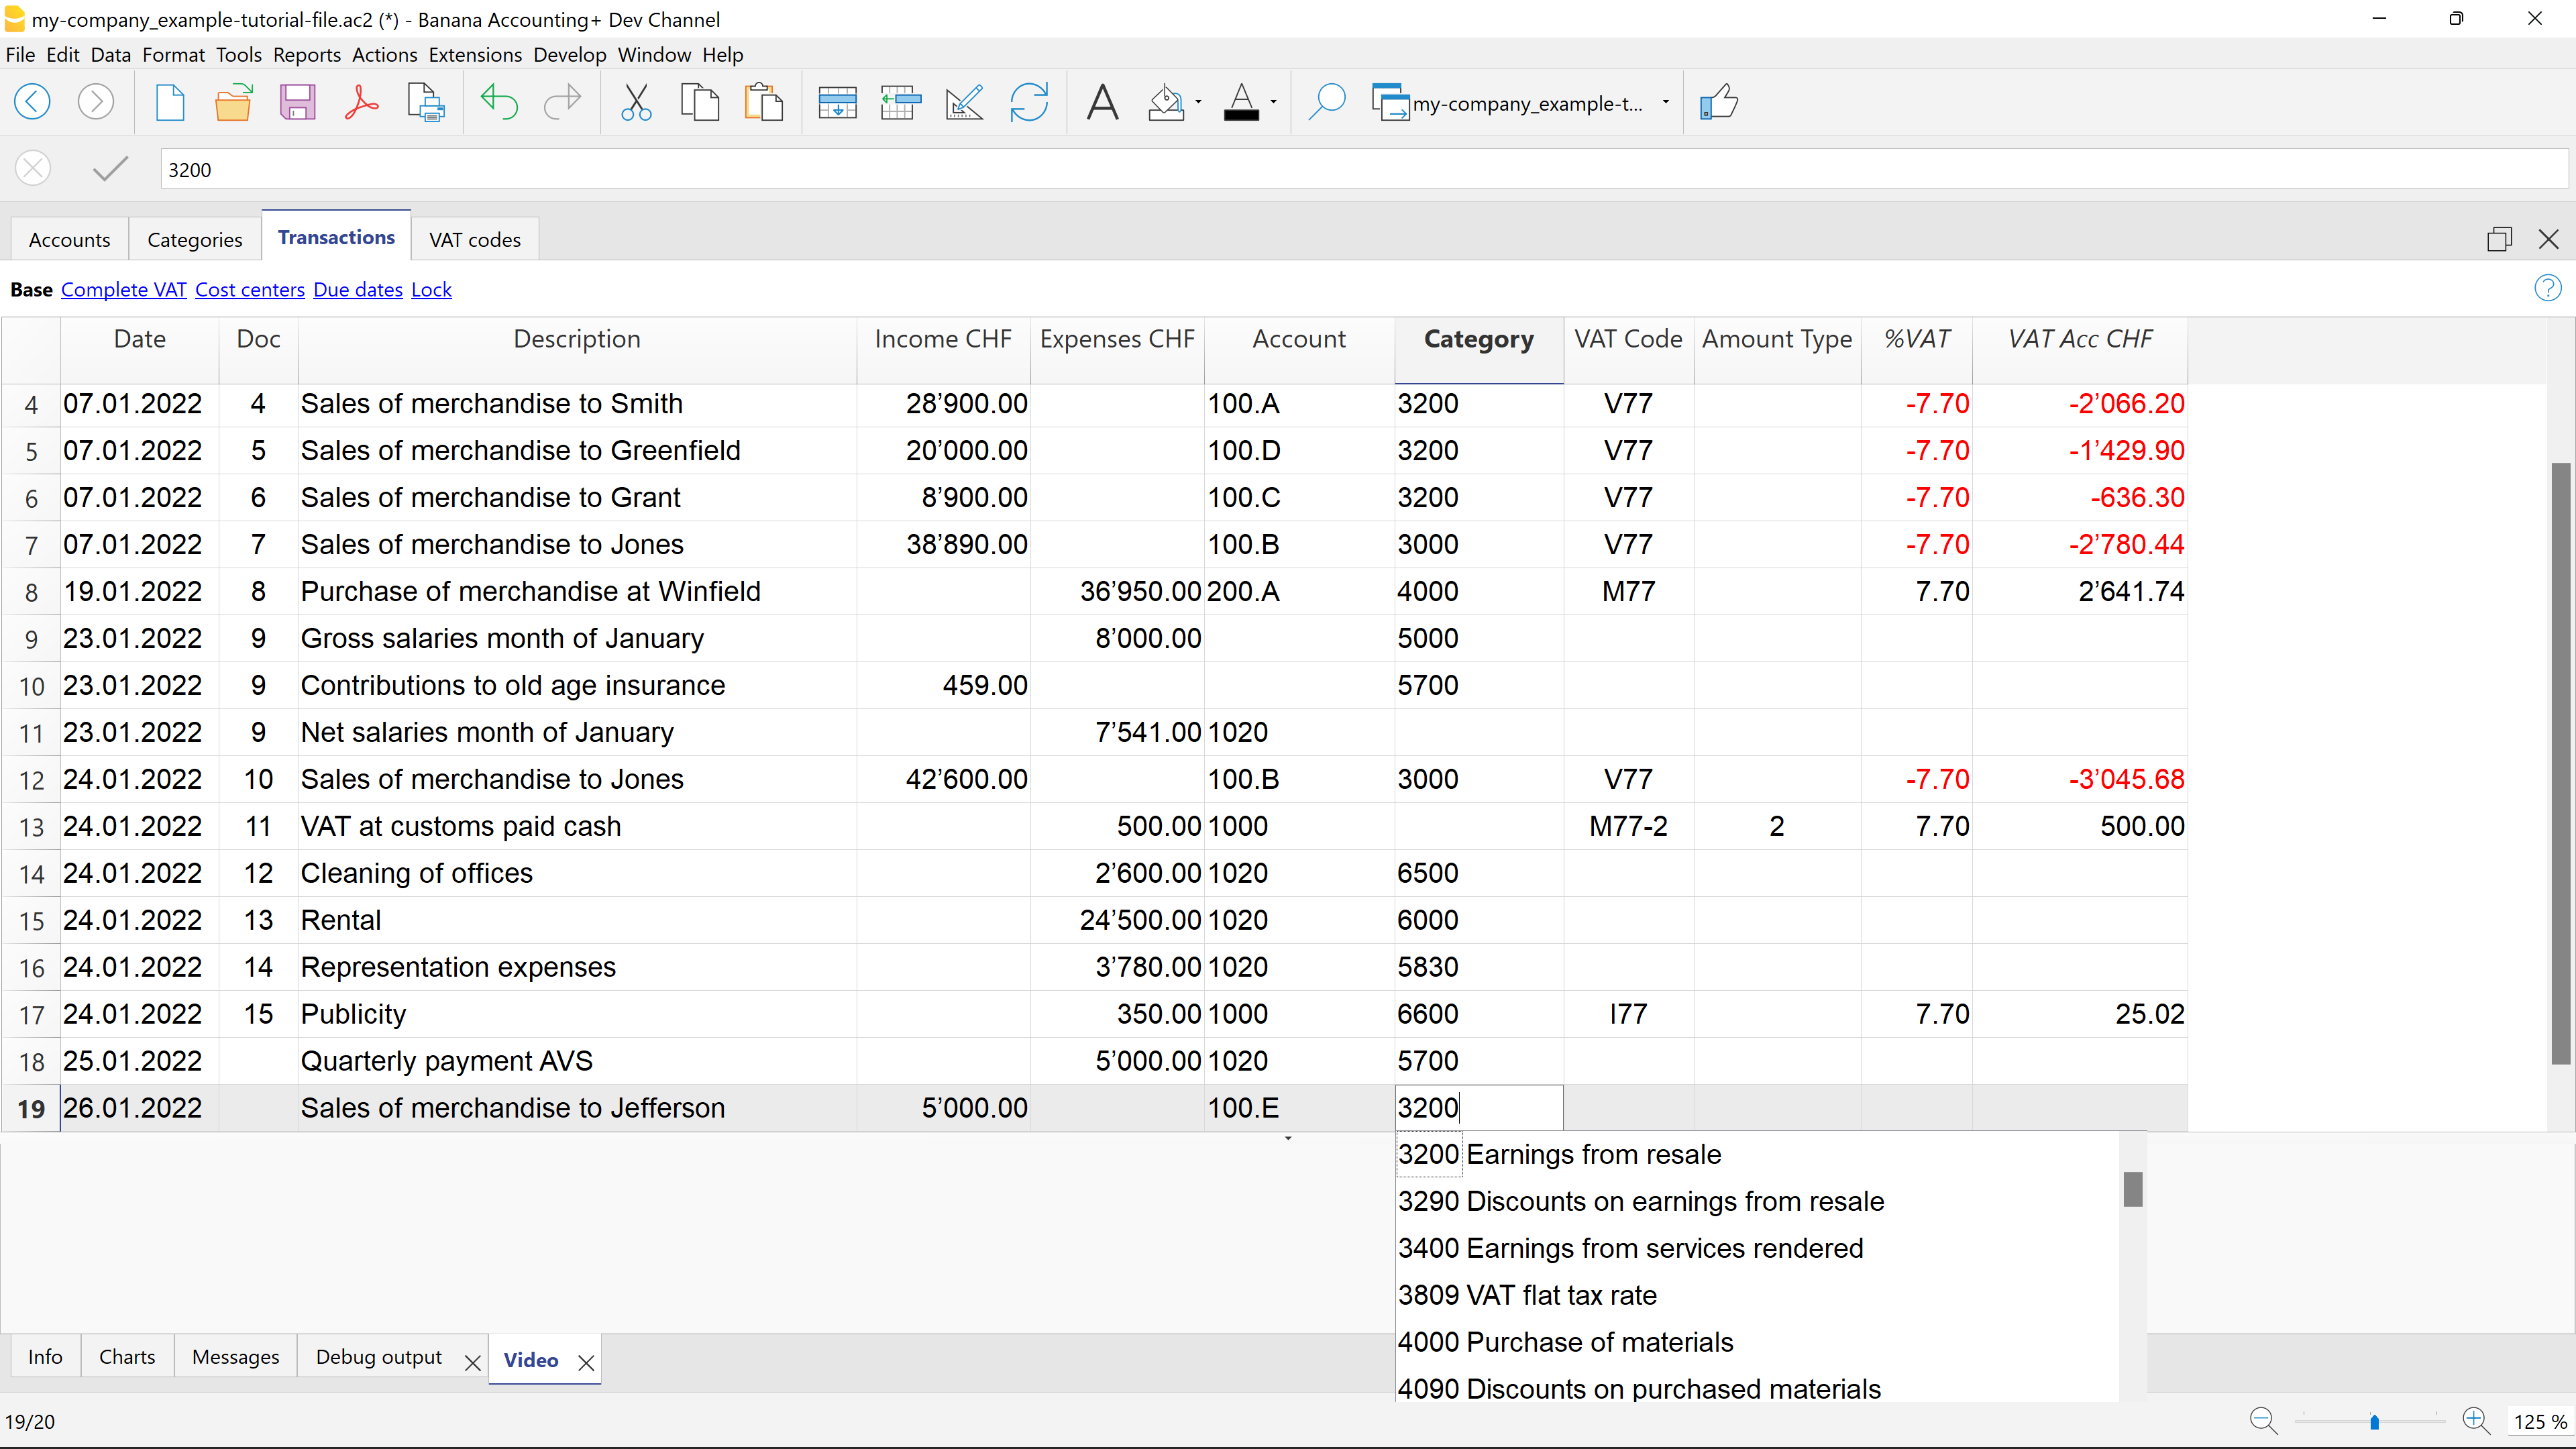 my-company_example-tutorial-file.ac2 (*) - Banana Accounting+ Dev Channel
File Edit Data Format Tools Reports Actions Extensions Develop Window Help
my-company_example-t...
3200
Accounts Categories Transactions VAT codes
Base Complete VAT Cost centers Due dates Lock
Date Doc Description Income CHF Expenses CHF Account Category VAT Code Amount Type %VAT VAT Acc CHF
4 07.01.2022 4 Sales of merchandise to Smith 28’900.00 100.A 3200 V77 -7.70 -2’066.20
5 07.01.2022 5 Sales of merchandise to Greenfield 20’000.00 100.D 3200 V77 -7.70 -1’429.90
6 07.01.2022 6 Sales of merchandise to Grant 8’900.00 100.C 3200 V77 -7.70 -636.30
7 07.01.2022 7 Sales of merchandise to Jones 38’890.00 100.B 3000 V77 -7.70 -2’780.44
8 19.01.2022 8 Purchase of merchandise at Winfield 36’950.00 200.A 4000 M77 7.70 2’641.74
9 23.01.2022 9 Gross salaries month of January 8’000.00 5000
10 23.01.2022 9 Contributions to old age insurance 459.00 5700
11 23.01.2022 9 Net salaries month of January 7’541.00 1020
12 24.01.2022 10 Sales of merchandise to Jones 42’600.00 100.B 3000 V77 -7.70 -3’045.68
13 24.01.2022 11 VAT at customs paid cash 500.00 1000 M77-2 2 7.70 500.00
14 24.01.2022 12 Cleaning of offices 2’600.00 1020 6500
15 24.01.2022 13 Rental 24’500.00 1020 6000
16 24.01.2022 14 Representation expenses 3’780.00 1020 5830
17 24.01.2022 15 Publicity 350.00 1000 6600 I77 7.70 25.02
18 25.01.2022 Quarterly payment AVS 5’000.00 1020 5700
19 26.01.2022 Sales of merchandise to Jefferson 5’000.00 100.E 3200
3200 Earnings from resale
3290 Discounts on earnings from resale
3400 Earnings from services rendered
3809 VAT flat tax rate
4000 Purchase of materials
4090 Discounts on purchased materials
Info Charts Messages Debug output Video
19/20 125 %